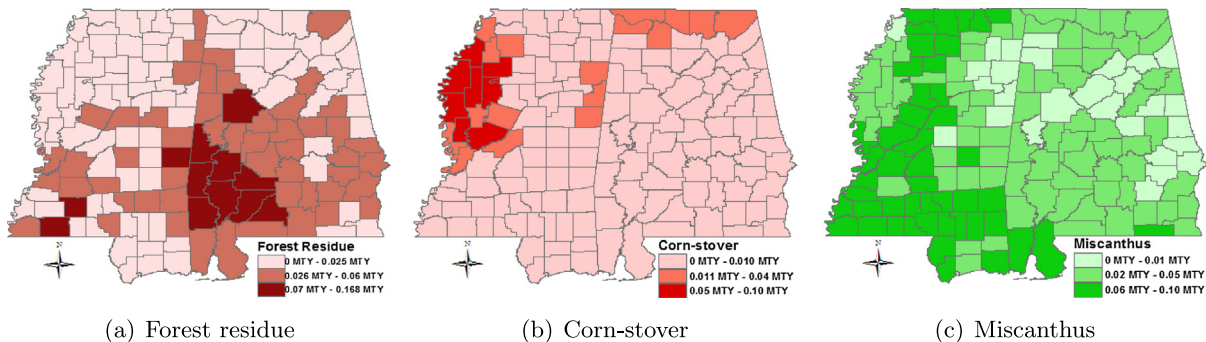 N
Forest Residue
0 MTY - 0.025 MTY
0.026 MTY - 0.06 MTY
0.07 MTY - 0.168 MTY
(a) Forest residue
N
Corn-stover
0 MTY - 0.010 MTY
0.011 MTY - 0.04 MTY
0.05 MTY - 0.10 MTY
(b) Corn-stover
N
Miscanthus
0 MTY - 0.01 MTY
0.02 MTY - 0.05 MTY
0.06 MTY - 0.10 MTY
(c) Miscanthus